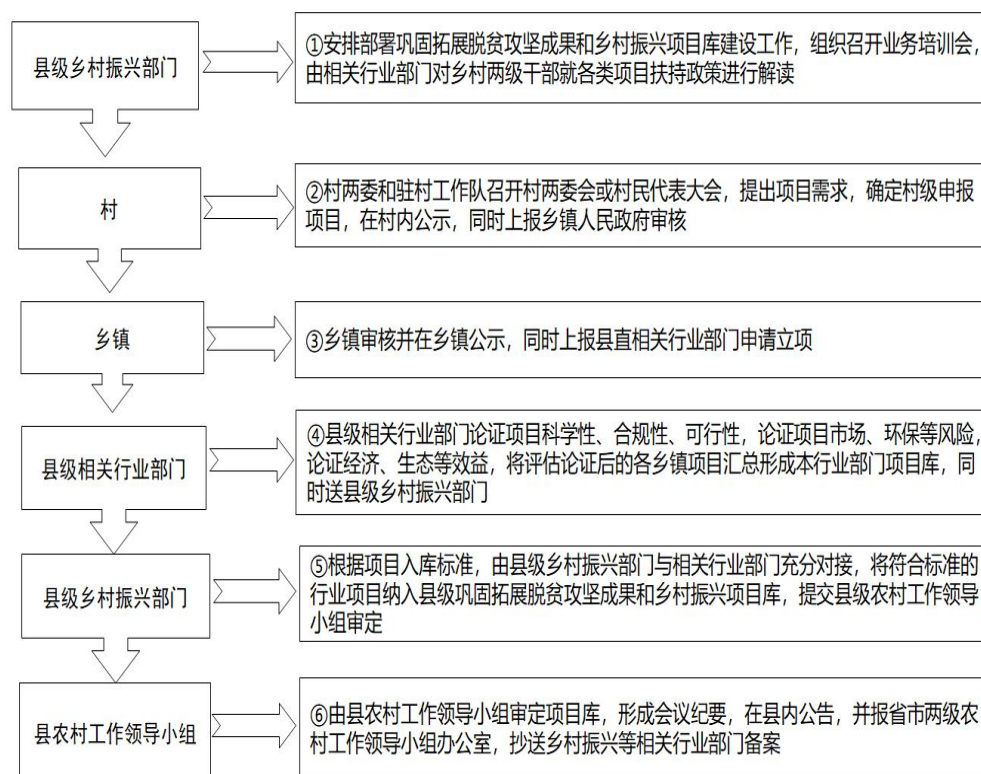 县级乡村振兴部门
①安排部署巩固拓展脱贫攻坚成果和乡村振兴项目库建设工作，组织召开业务培训会，
由相关行业部门对乡村两级干部就各类项目扶持政策进行解读
村
②村两委和驻村工作队召开村两委会或村民代表大会，提出项目需求，确定村级申报
项目，在村内公示，同时上报乡镇人民政府审核
乡镇
③乡镇审核并在乡镇公示，同时上报县直相关行业部门申请立项
县级相关行业部门
④县级相关行业部门论证项目科学性、合规性、可行性，论证项目市场、环保等风险，
论证经济、生态等效益，将评估论证后的各乡镇项目汇总形成本行业部门项目库，同
时送县级乡村振兴部门
县级乡村振兴部门
⑤根据项目入库标准，由县级乡村振兴部门与相关行业部门充分对接，将符合标准的
行业项目纳入县级巩固拓展脱贫攻坚成果和乡村振兴项目库，提交县级农村工作领导
小组审定
县农村工作领导小组
⑥由县农村工作领导小组审定项目库，形成会议纪要，在县内公告，并报省市两级农
村工作领导小组办公室，抄送乡村振兴等相关行业部门备案